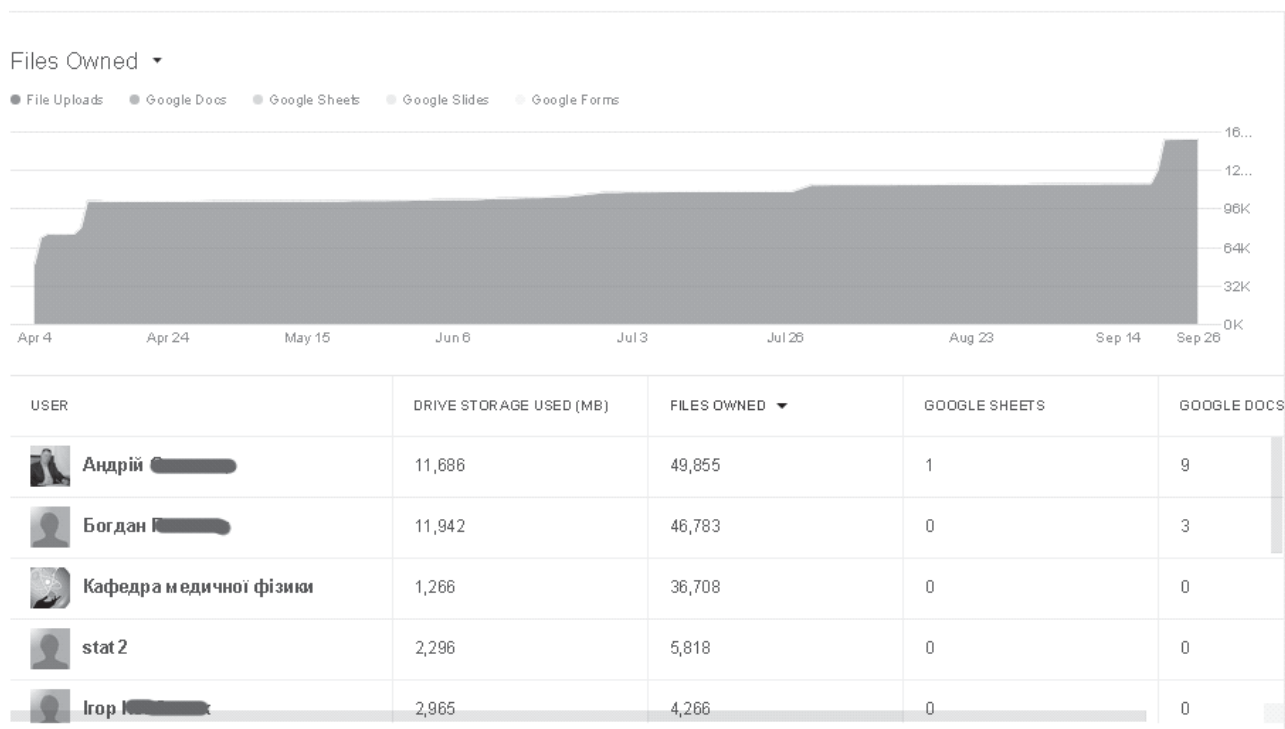 Files Owned
File Uploads Google Docs Google Sheets Google Slides Google Forms
16...
12...
96K
64K
32K
0K
Apr 4 Apr 24 May 15 Jun 6 Jul 3 Jul 26 Aug 23 Sep 14 Sep 26
USER DRIVE STORAGE USED (MB) FILES OWNED GOOGLE SHEETS GOOGLE DOCS
Андрій 11,686 49,855 1 9
Богдан 11,942 46,783 0 3
Кафедра медичної фізики 1,266 36,708 0 0
stat2 2,296 5,818 0 0
Ігор 2,965 4,266 0 0